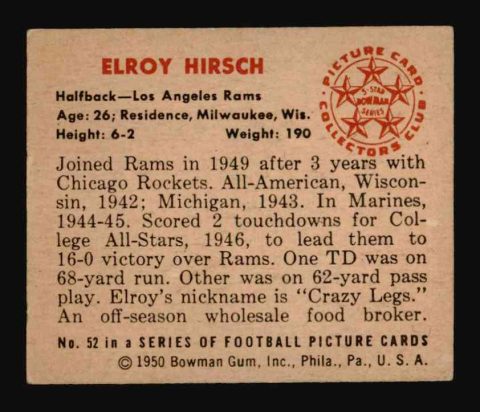 ELROY HIRSCH
Halfback—Los Angeles Rams
Age: 26; Residence, Milwaukee, Wis.
Height: 6-2 Weight: 190
PICTURE CARD
COLLECTORS CLUB
5-STAR
BOWMAN
SERIES
Joined Rams in 1949 after 3 years with
Chicago Rockets. All-American, Wiscon-
sin, 1942; Michigan, 1943. In Marines,
1944-45. Scored 2 touchdowns for Col-
lege All-Stars, 1946, to lead them to
16-0 victory over Rams. One TD was on
68-yard run. Other was on 62-yard pass
play. Elroy's nickname is "Crazy Legs."
An off-season wholesale food broker.
No. 52 in a SERIES OF FOOTBALL PICTURE CARDS
©1950 Bowman Gum, Inc., Phila., Pa., U. S. A.